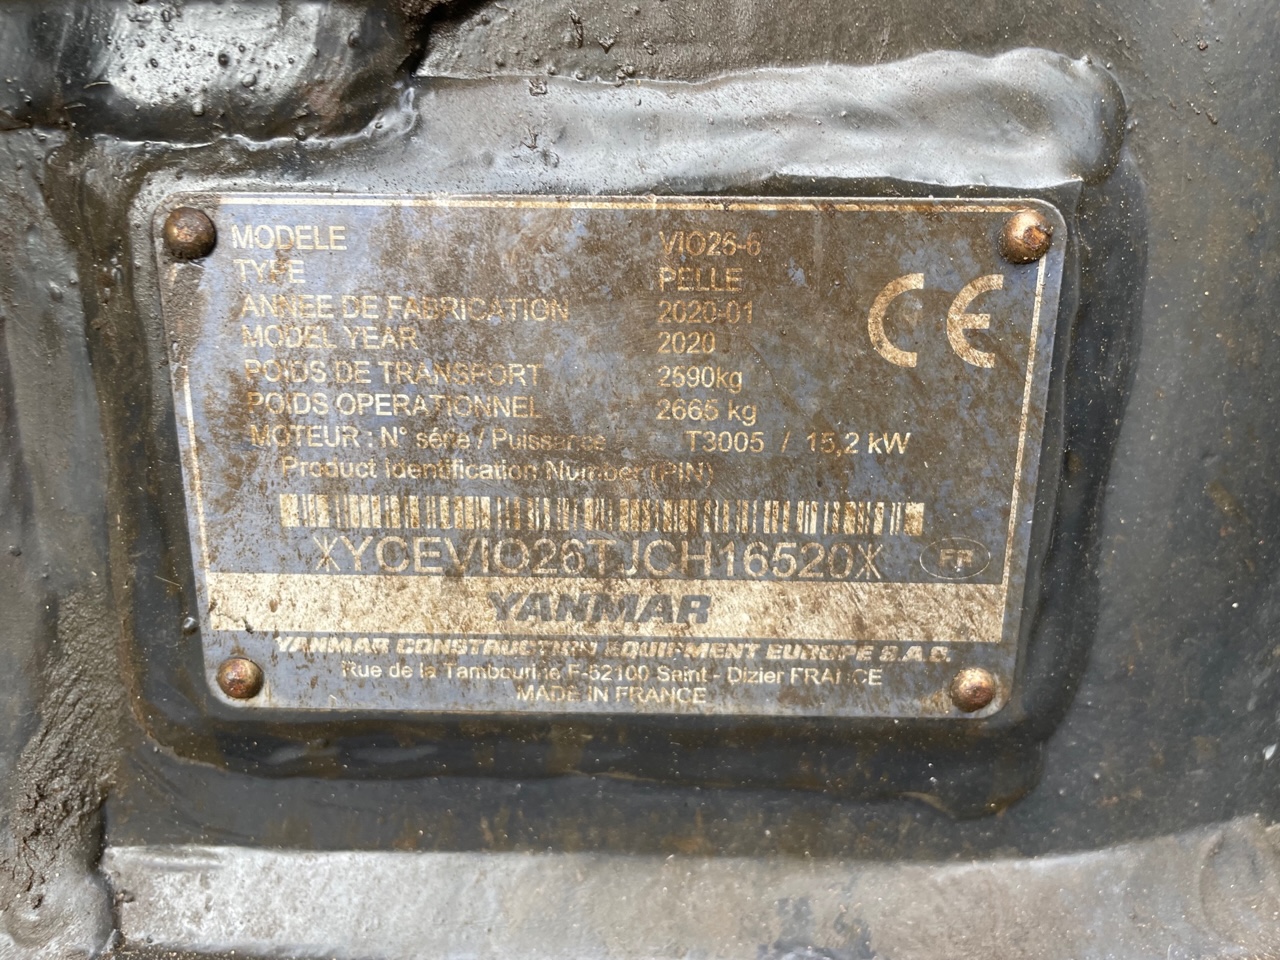 MODELE VIO26-6
TYPE PELLE
ANNEE DE FABRICATION 2020-01
MODEL YEAR 2020
POIDS DE TRANSPORT 2590kg
POIDS OPERATIONNEL 2665 kg
MOTEUR : N° série / Puissance T3005 / 15,2 kW
Product Identification Number (PIN)
*YCEVIO26TJCH16520*
YANMAR
YANMAR CONSTRUCTION EQUIPMENT EUROPE S.A.S.
Rue de la Tambourine F-52100 Saint - Dizier FRANCE
MADE IN FRANCE
CE